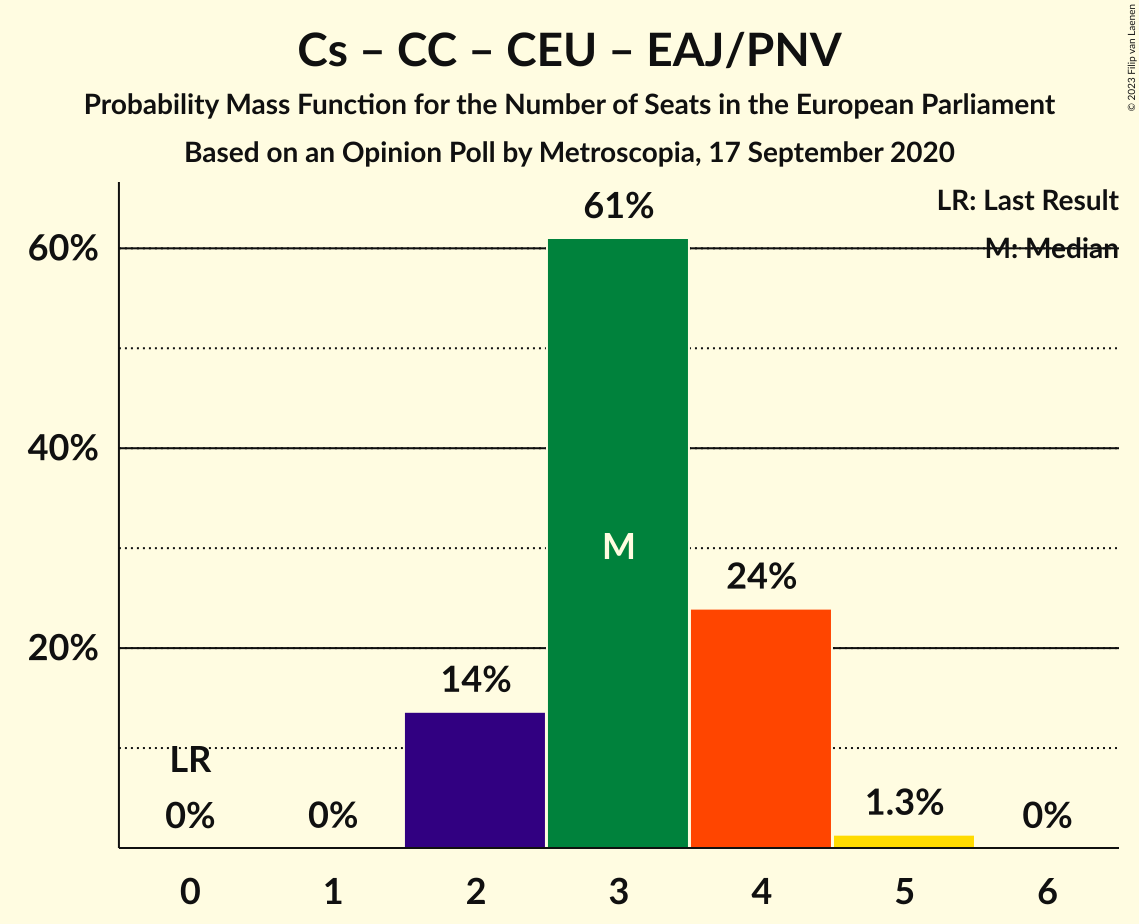 Cs – CC – CEU – EAJ/PNV
Probability Mass Function for the Number of Seats in the European Parliament
Based on an Opinion Poll by Metroscopia, 17 September 2020
© 2023 Filip van Laenen
LR: Last Result
M: Median
60%
40%
20%
61%
M
24%
14%
LR
0%
0%
1.3%
0%
0
1
2
3
4
5
6